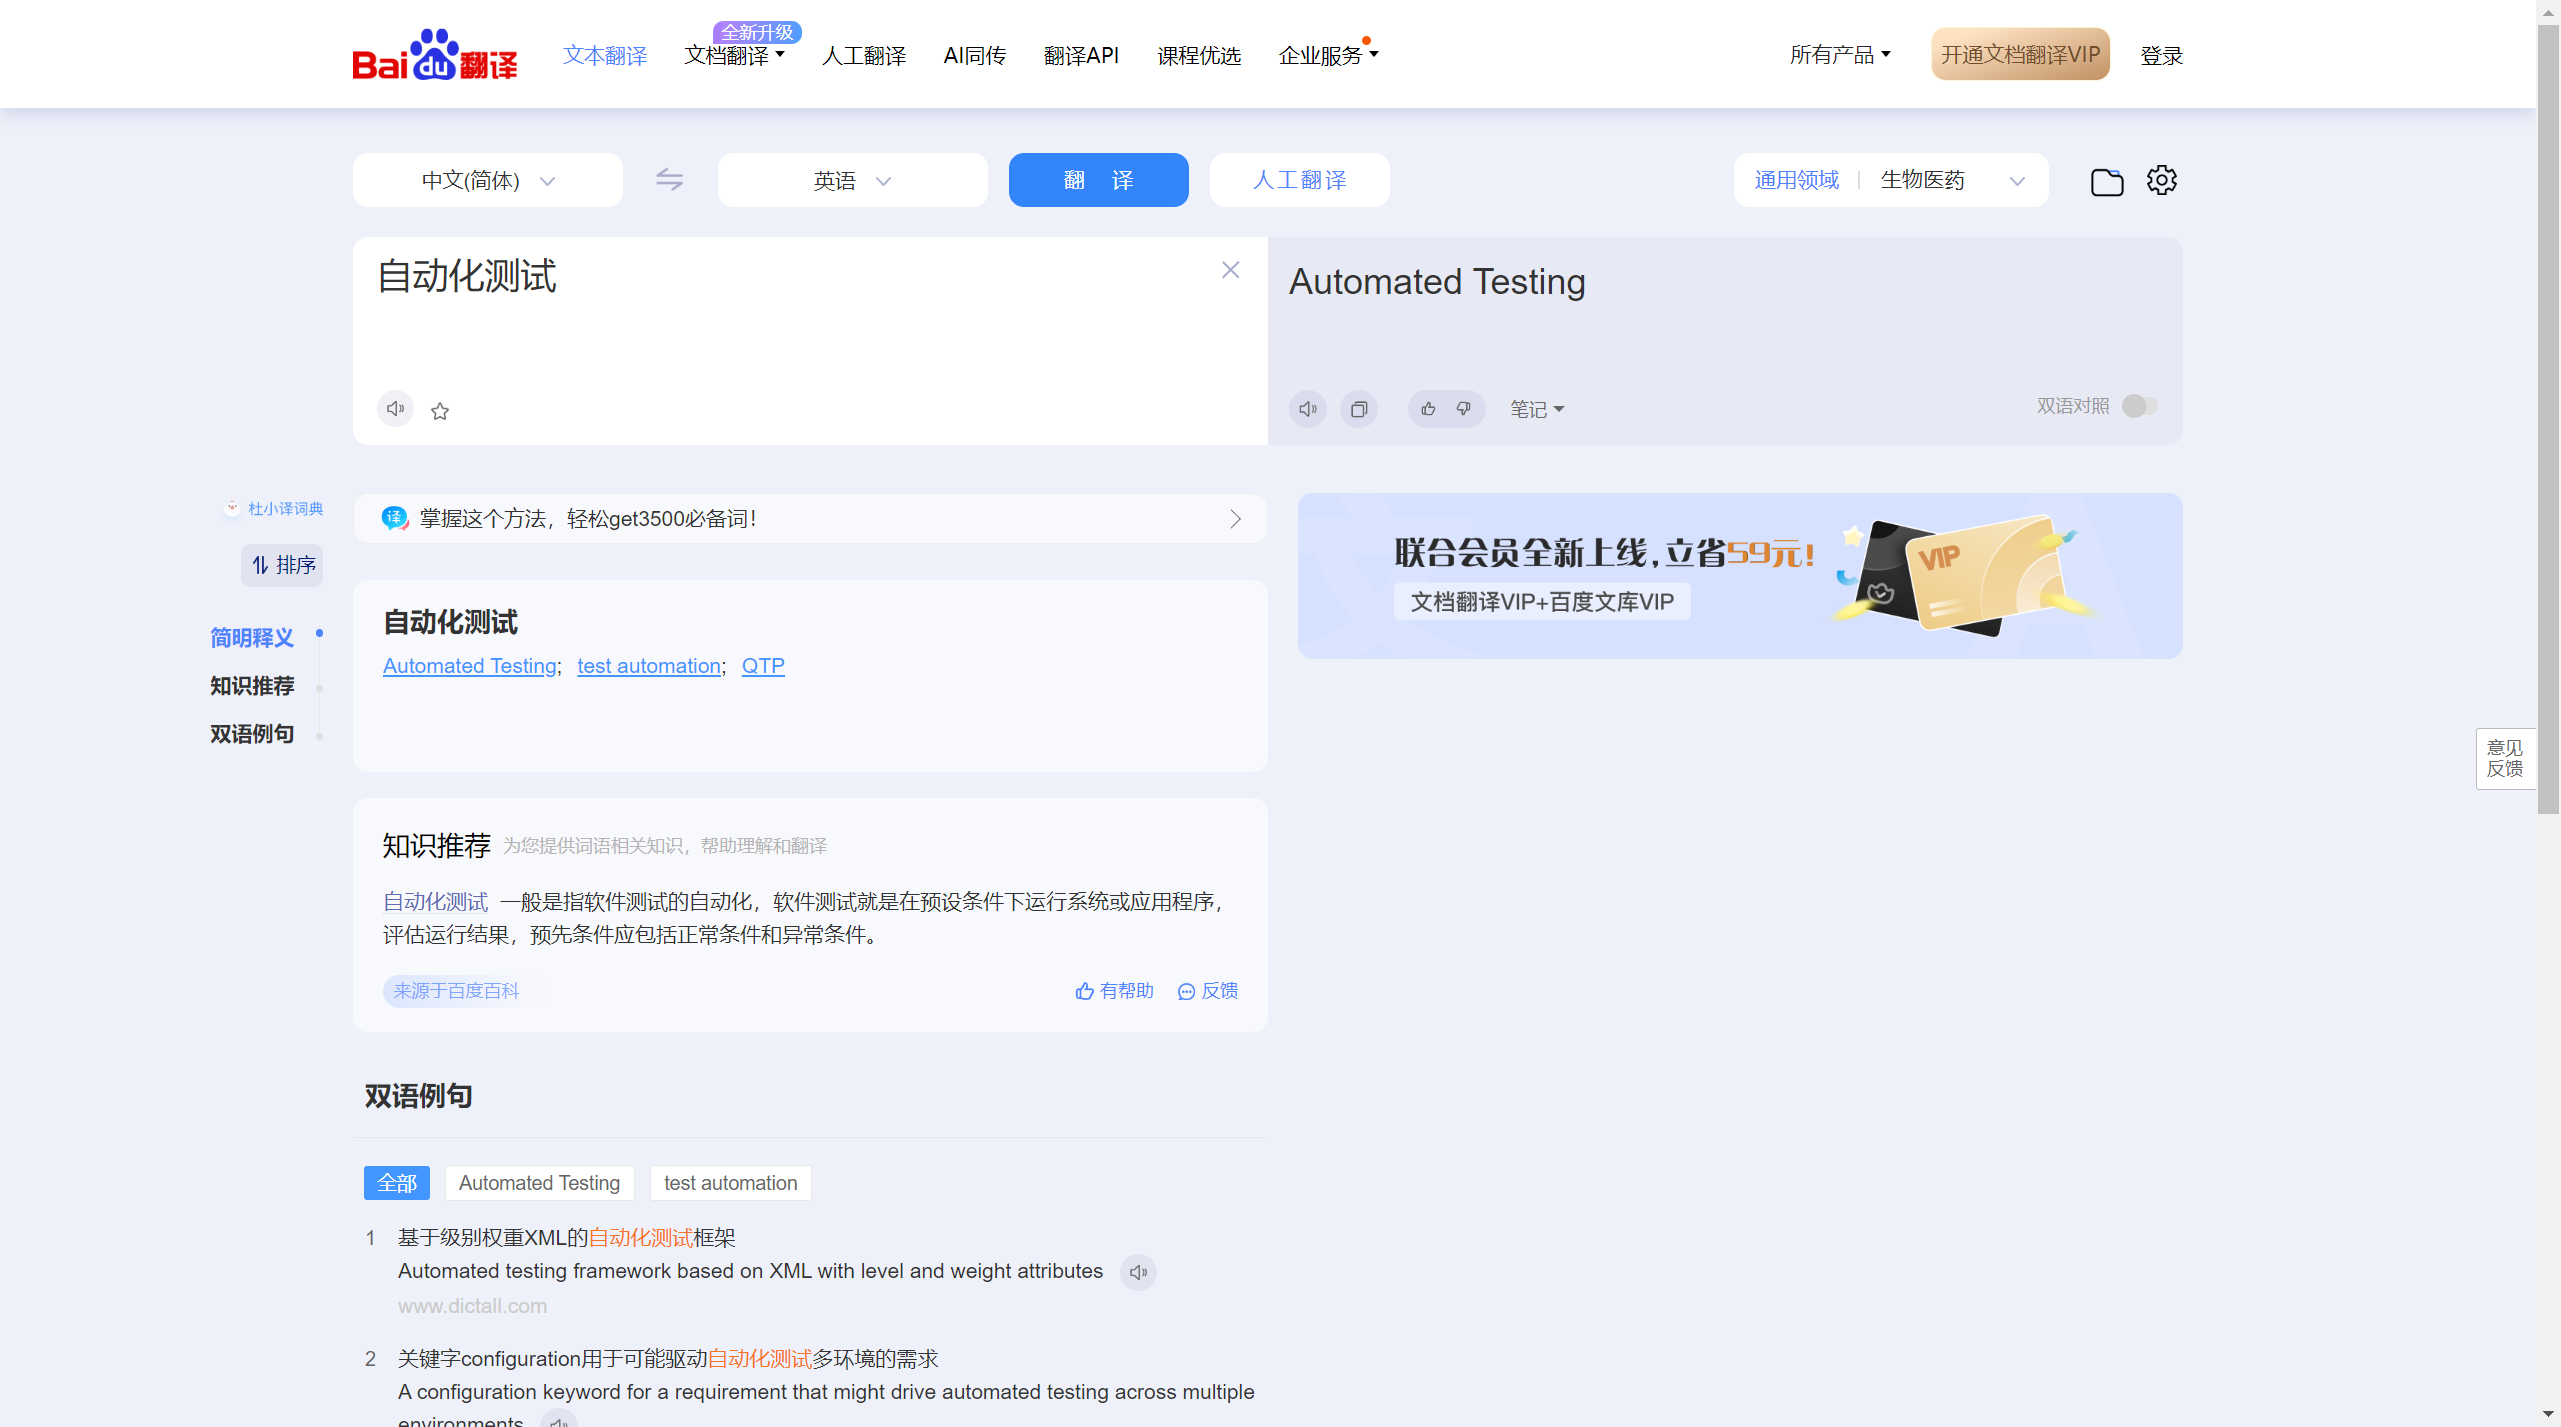 Baidu翻译
文本翻译
文档翻译
全新升级
人工翻译
AI同传
翻译API
课程优选
企业服务
所有产品
开通文档翻译VIP
登录
中文(简体)
英语
翻 译
人工翻译
通用领域
生物医药
自动化测试
Automated Testing
笔记
双语对照
杜小译词典
排序
简明释义
知识推荐
双语例句
译 掌握这个方法，轻松get3500必备词！
联合会员全新上线，立省59元！
文档翻译VIP+百度文库VIP
VIP
自动化测试
Automated Testing; test automation; QTP
知识推荐 为您提供词语相关知识，帮助理解和翻译
自动化测试 一般是指软件测试的自动化，软件测试就是在预设条件下运行系统或应用程序，
评估运行结果，预先条件应包括正常条件和异常条件。
来源于百度百科
有帮助
反馈
意见
反馈
双语例句
全部
Automated Testing
test automation
1 基于级别权重XML的自动化测试框架
Automated testing framework based on XML with level and weight attributes
www.dictall.com
2 关键字configuration用于可能驱动自动化测试多环境的需求
A configuration keyword for a requirement that might drive automated testing across multiple
environments.